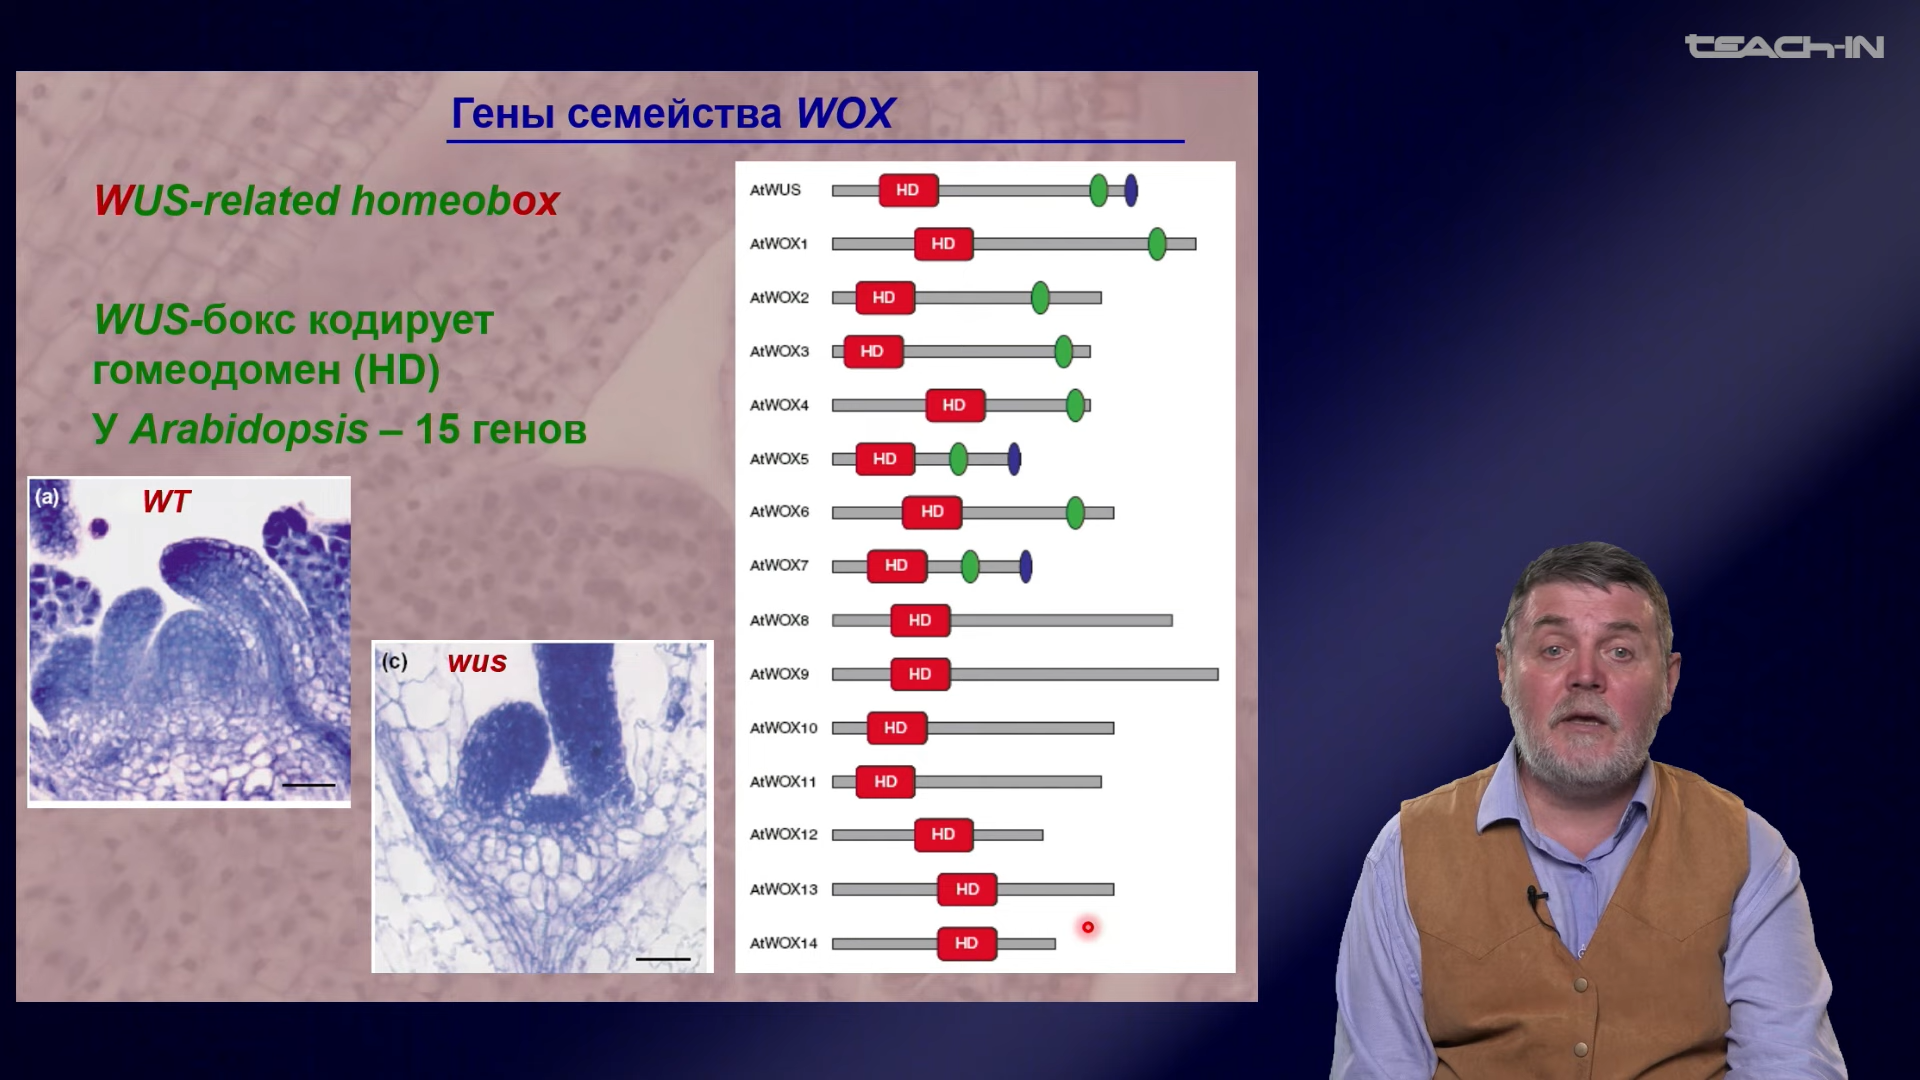 TEACH-IN
Гены семейства WOX
WUS-related homeobox
WUS-бокс кодирует
гомеодомен (HD)
У Arabidopsis – 15 генов
(a) WT
(c) wus
AtWUS HD
AtWOX1 HD
AtWOX2 HD
AtWOX3 HD
AtWOX4 HD
AtWOX5 HD
AtWOX6 HD
AtWOX7 HD
AtWOX8 HD
AtWOX9 HD
AtWOX10 HD
AtWOX11 HD
AtWOX12 HD
AtWOX13 HD
AtWOX14 HD